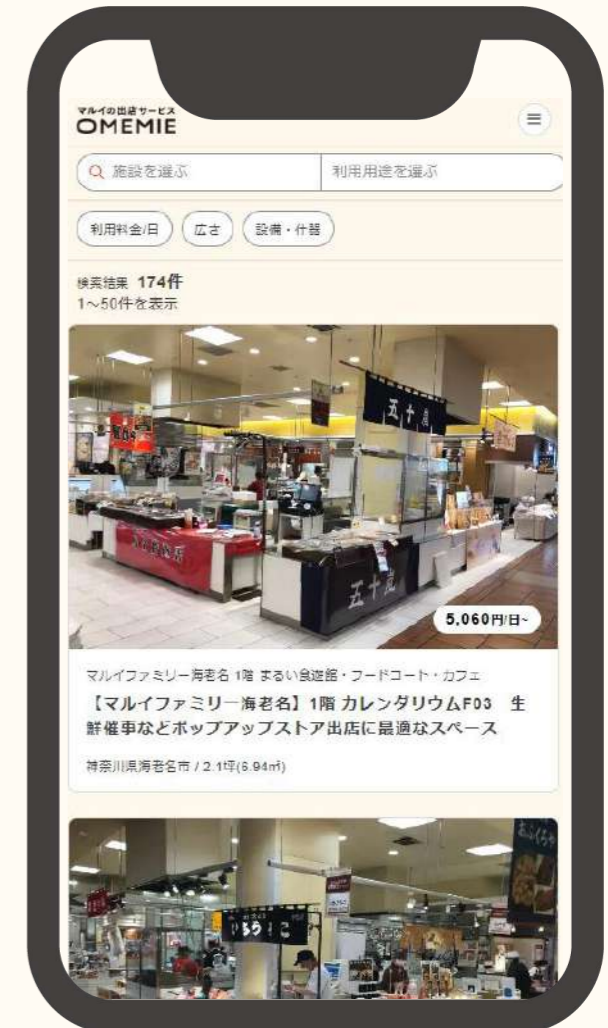 マルイの出店サービス
OMEMIE
施設を選ぶ
利用用途を選ぶ
利用料金/日
広さ
設備・什器
検索結果 174件
1～50件を表示
五十嵐
五十嵐
5,060円/日~
マルイファミリー海老名 1階 まるい食遊館・フードコート・カフェ
【マルイファミリー海老名】1階 カレンダリウムF03 生
鮮催事などポップアップストア出店に最適なスペース
神奈川県海老名市 / 2.1坪(6.94㎡)